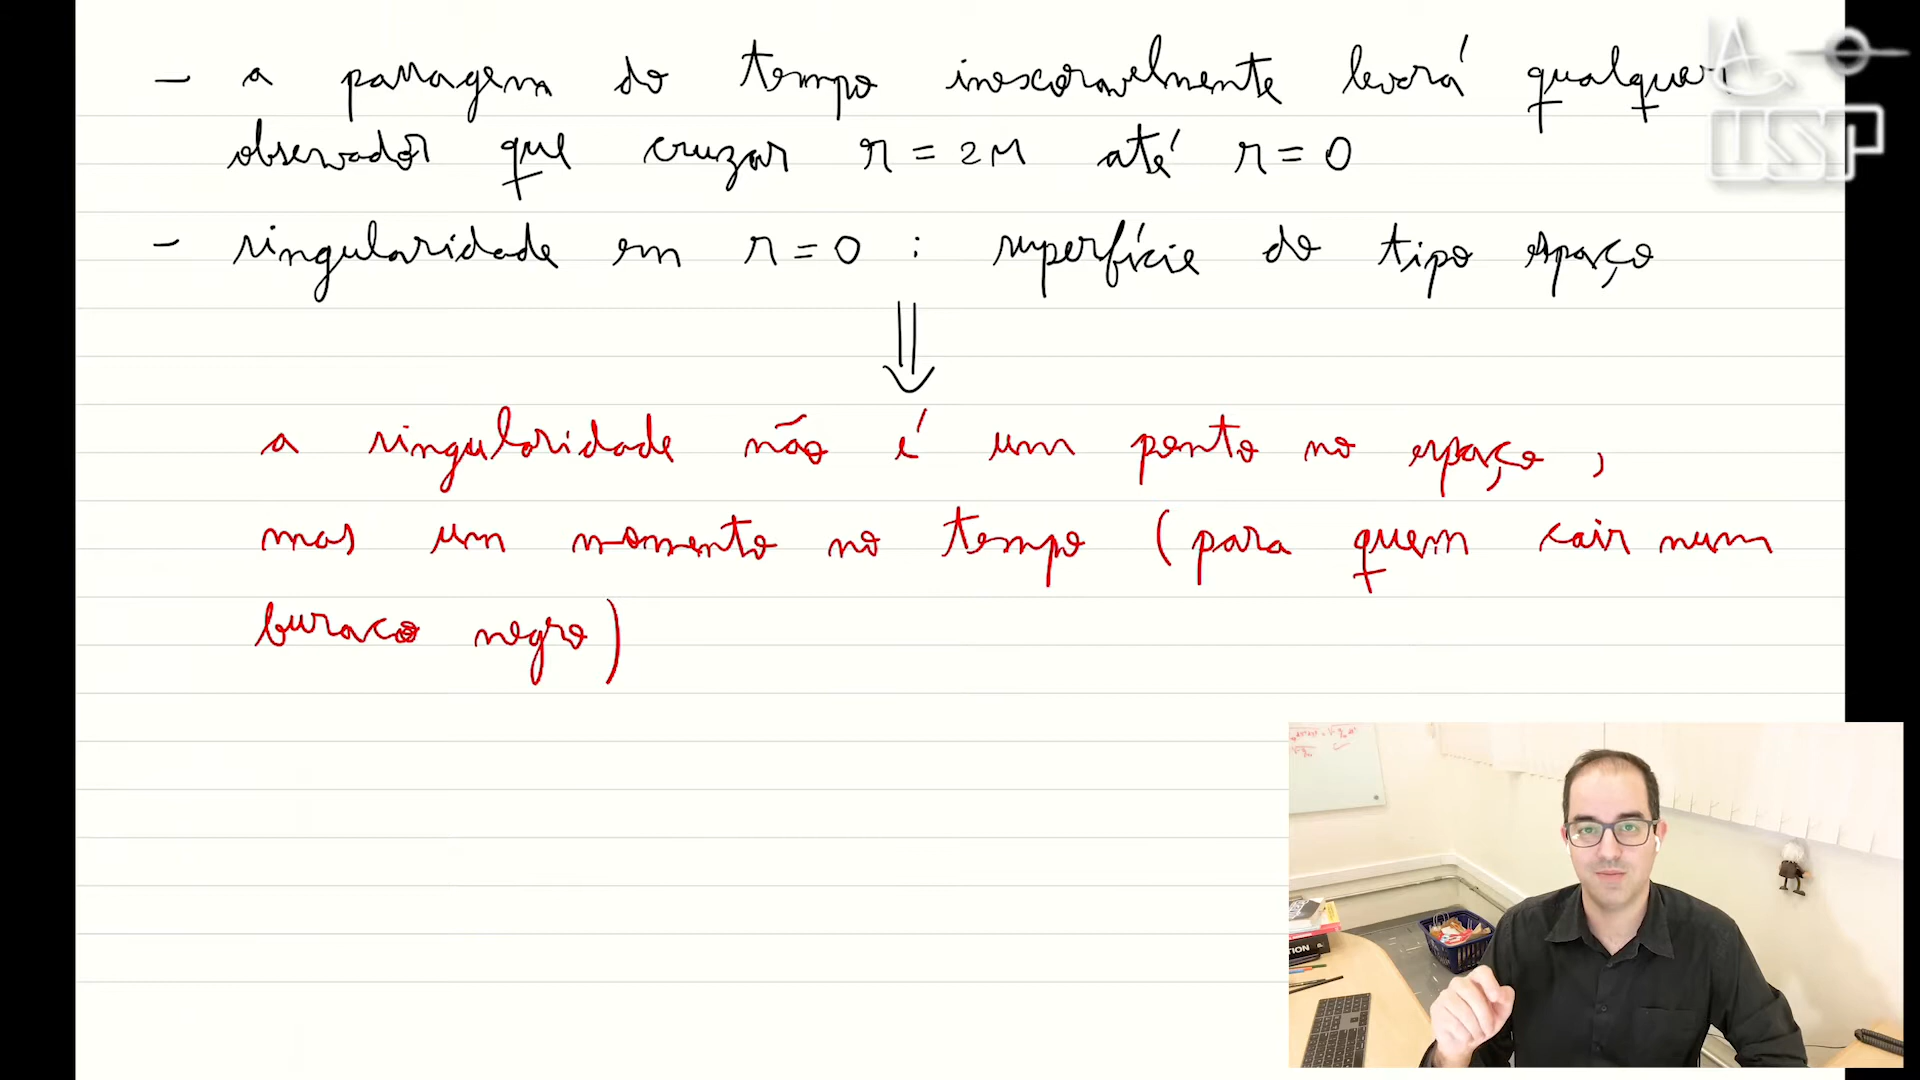 - a passagem do tempo inexoravelmente levará qualquer
observador que cruzar r = 2M até r = 0
- singularidade em r = 0 : superfície do tipo espaço
a singularidade não é um ponto no espaço,
mas um momento no tempo (para quem cair num
buraco negro)
USP